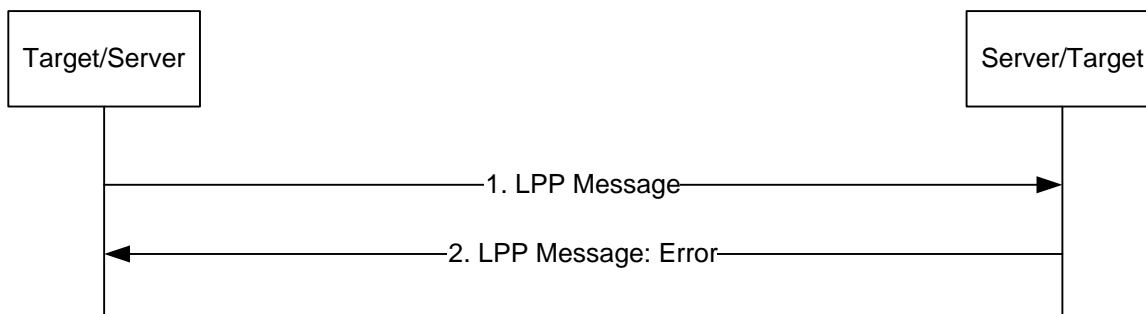 Target/Server
Server/Target
1. LPP Message
2. LPP Message: Error